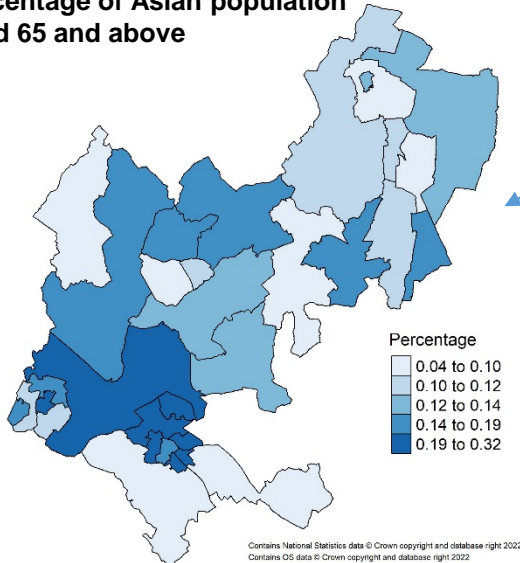 centage of Asian population
d 65 and above
Percentage
0.04 to 0.10
0.10 to 0.12
0.12 to 0.14
0.14 to 0.19
0.19 to 0.32
Contains National Statistics data © Crown copyright and database right 2022
Contains OS data © Crown copyright and database right 2022